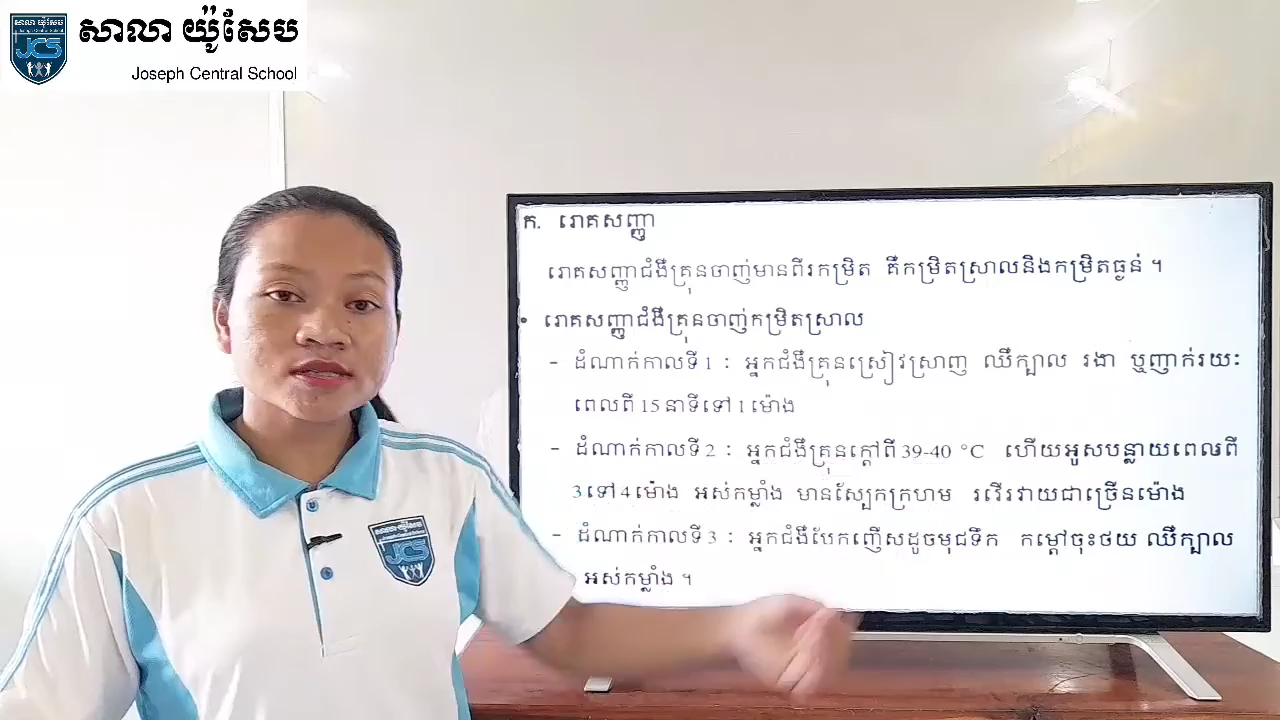 សាលា យ៉ូសែប
Joseph Central School
ក. រោគសញ្ញា
រោគសញ្ញាជំងឺគ្រុនចាញ់មានពីរកម្រិត គឺកម្រិតស្រាលនិងកម្រិតធ្ងន់ ។
• រោគសញ្ញាជំងឺគ្រុនចាញ់កម្រិតស្រាល
- ដំណាក់កាលទី 1 : អ្នកជំងឺគ្រុនស្រៀវស្រាញ ឈឺក្បាល រងា ឬញាក់រយៈ
ពេលពី 15 នាទីទៅ 1 ម៉ោង
- ដំណាក់កាលទី 2 : អ្នកជំងឺគ្រុនក្តៅពី 39-40 °C ហើយអូសបន្លាយពេលពី
3 ទៅ 4 ម៉ោង អស់កម្លាំង មានស្បែកក្រហម រវើរវាយជាច្រើនម៉ោង
- ដំណាក់កាលទី 3 : អ្នកជំងឺបែកញើសដូចមុជទឹក កម្តៅចុះថយ ឈឺក្បាល
អស់កម្លាំង ។
សាលា យ៉ូសែប
JCS